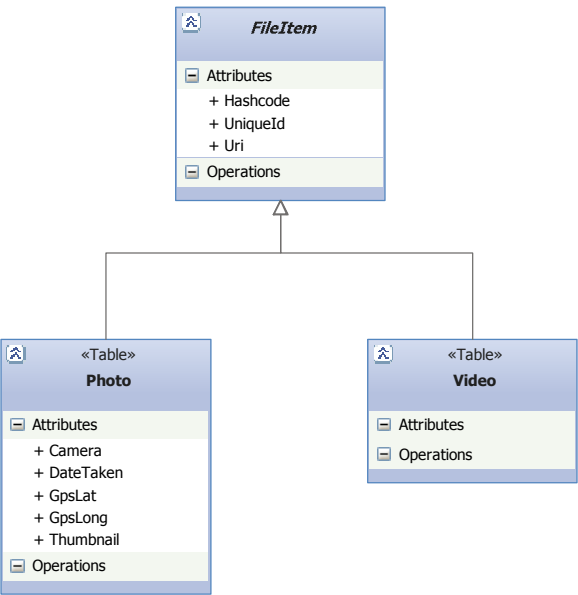 FileItem
Attributes
+ Hashcode
+ UniqueId
+ Uri
Operations
«Table»
Photo
Attributes
+ Camera
+ DateTaken
+ GpsLat
+ GpsLong
+ Thumbnail
Operations
«Table»
Video
Attributes
Operations